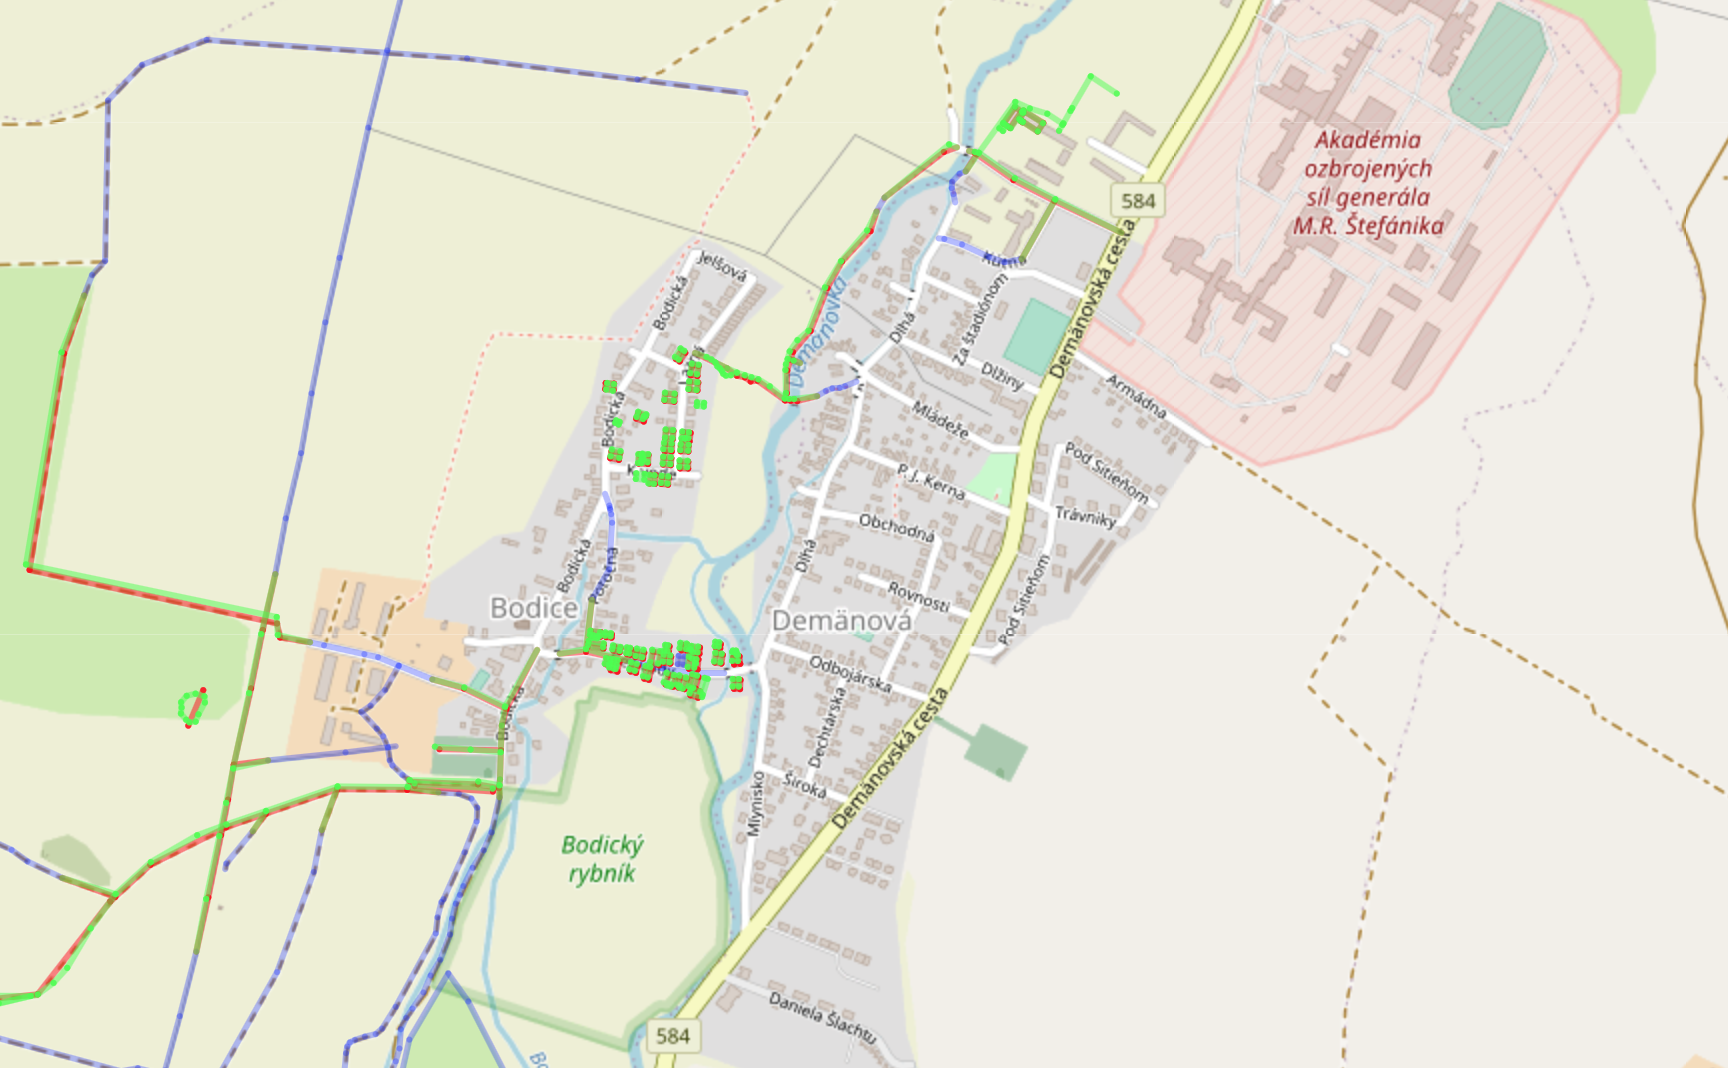 Akadémia
ozbrojených
síl generála
M.R. Štefánika
584
Demänovská cesta
Kútna
Jelšová
Bodická
Demänovka
Dlhá
Za štadiónom
Dlžiny
Armádna
Mládeže
Bodická
P. J. Kerna
Pod Sitieňom
Trávniky
Obchodná
Dlhá
Bodická
Potočná
Rovnosti
Pod Sitieňom
Bodice
Demänová
Odbojárska
Bodická
Dechtárska
Demänovská cesta
Široká
Mlynisko
Bodický
rybník
Daniela Šlachtu
584